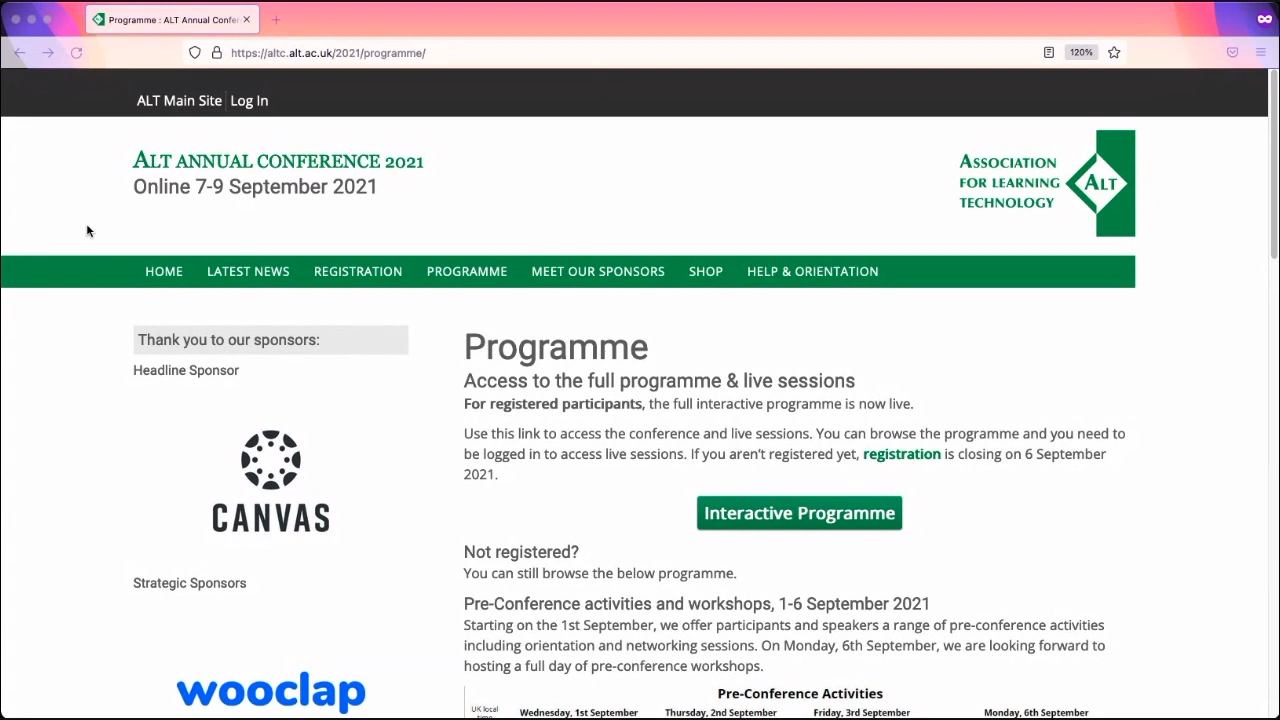 Programme : ALT Annual Confer
https://altc.alt.ac.uk/2021/programme/
120%
ALT Main Site Log In
ALT ANNUAL CONFERENCE 2021
Online 7-9 September 2021
ASSOCIATION
FOR LEARNING
TECHNOLOGY
ALT
HOME LATEST NEWS REGISTRATION PROGRAMME MEET OUR SPONSORS SHOP HELP & ORIENTATION
Thank you to our sponsors:
Headline Sponsor
CANVAS
Strategic Sponsors
wooclap
Programme
Access to the full programme & live sessions
For registered participants, the full interactive programme is now live.
Use this link to access the conference and live sessions. You can browse the programme and you need to
be logged in to access live sessions. If you aren't registered yet, registration is closing on 6 September
2021.
Interactive Programme
Not registered?
You can still browse the below programme.
Pre-Conference activities and workshops, 1-6 September 2021
Starting on the 1st September, we offer participants and speakers a range of pre-conference activities
including orientation and networking sessions. On Monday, 6th September, we are looking forward to
hosting a full day of pre-conference workshops.
Pre-Conference Activities
UK local
time
Wednesday, 1st September Thursday, 2nd September Friday, 3rd September Monday, 6th September